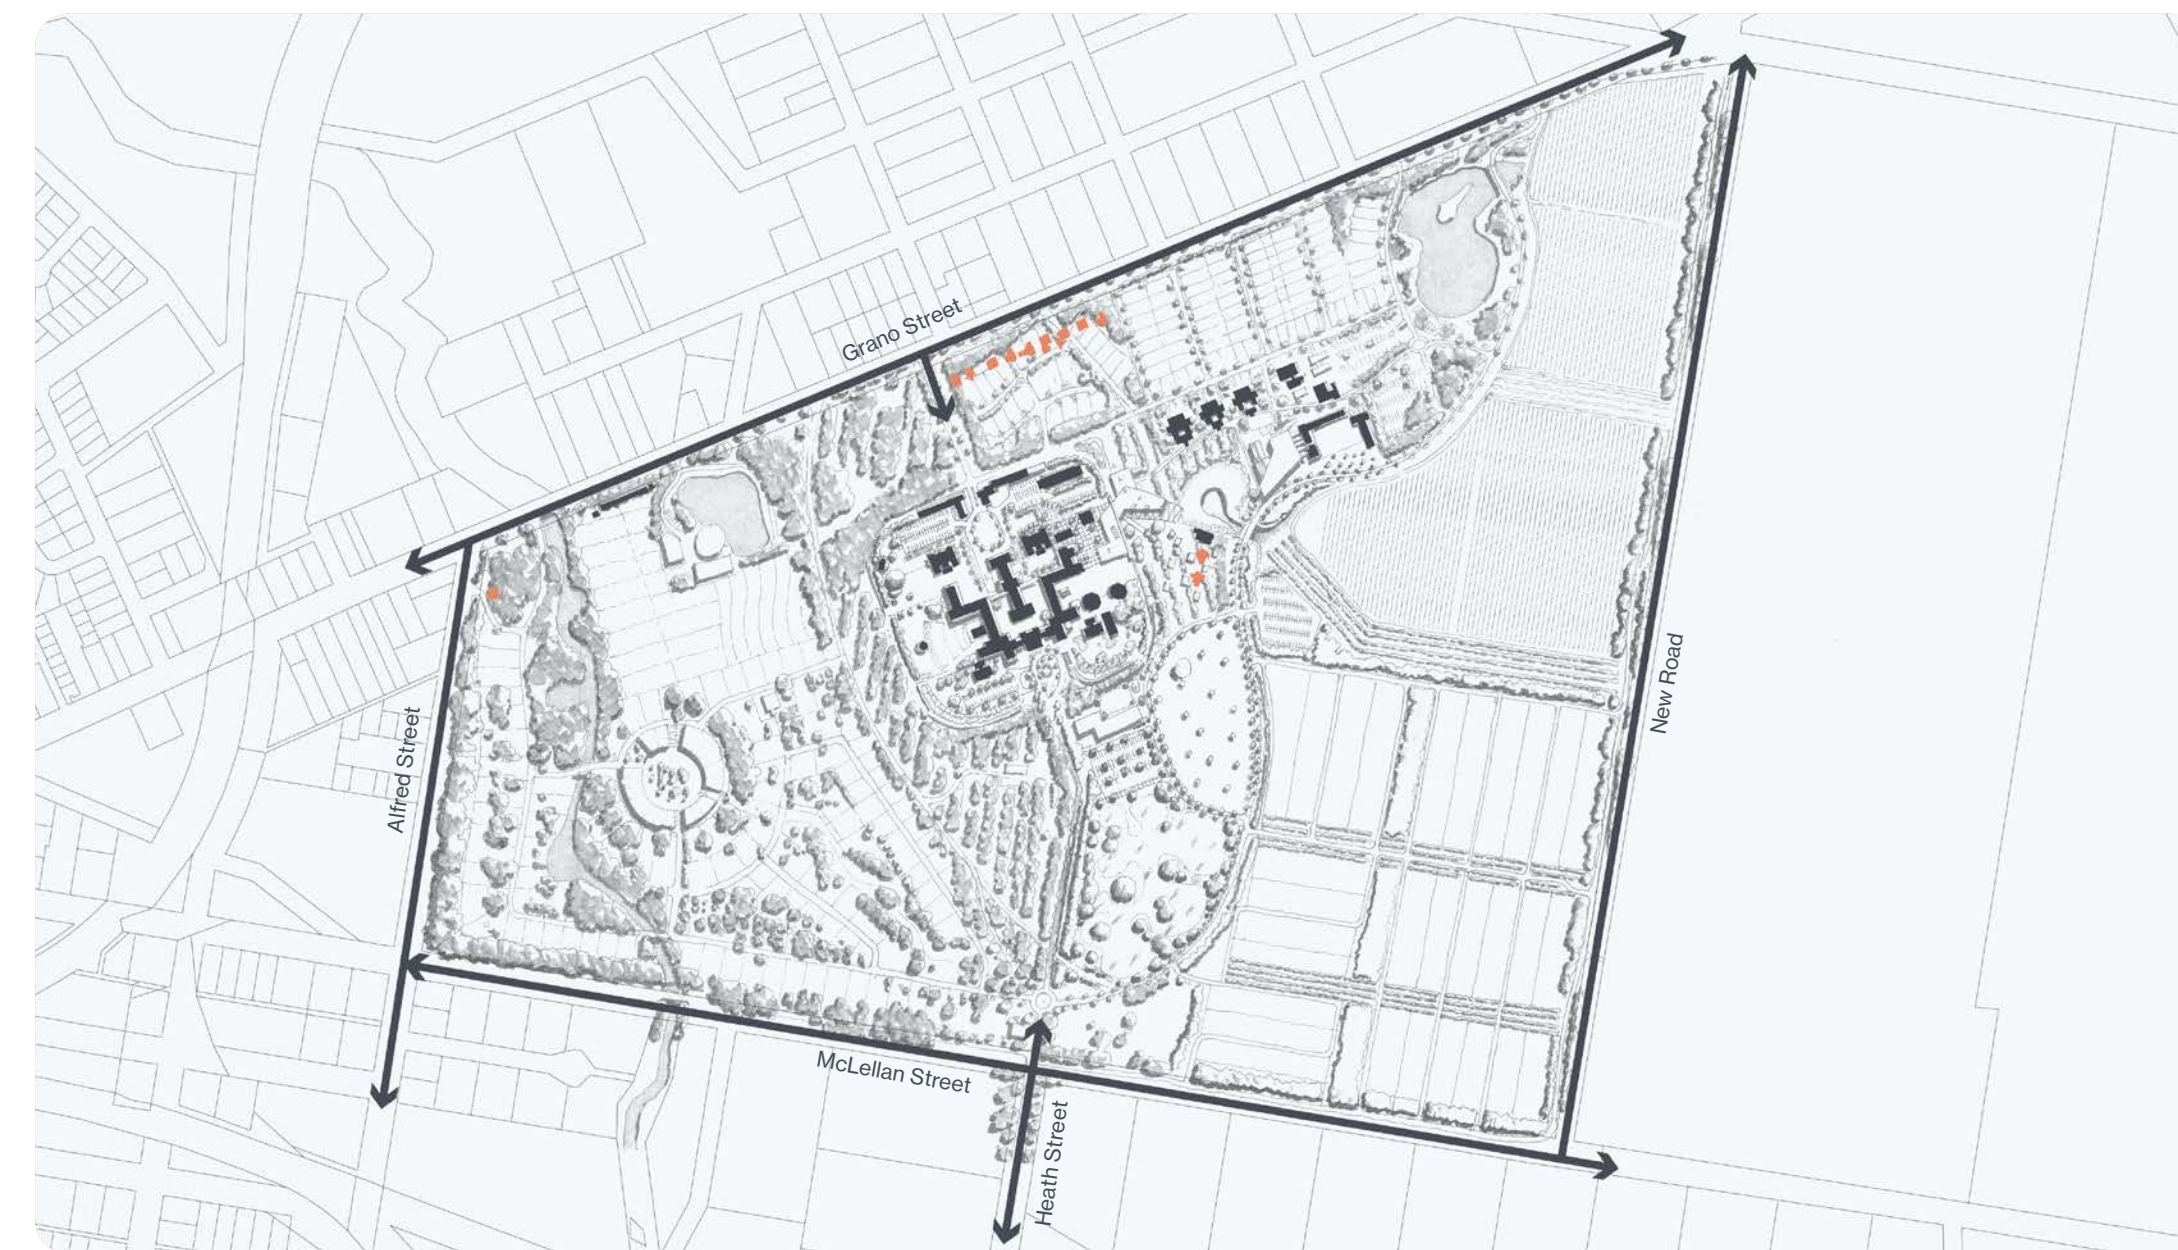 Grano Street
New Road
Alfred Street
McLellan Street
Heath Street